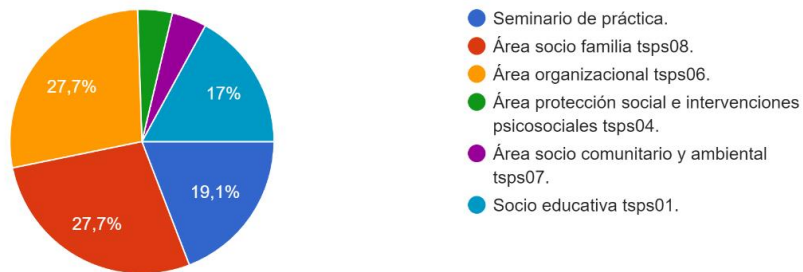 27,7%
17%
27,7%
19,1%
Seminario de práctica.
Área socio familia tsps08.
Área organizacional tsps06.
Área protección social e intervenciones
psicosociales tsps04.
Área socio comunitario y ambiental
tsps07.
Socio educativa tsps01.